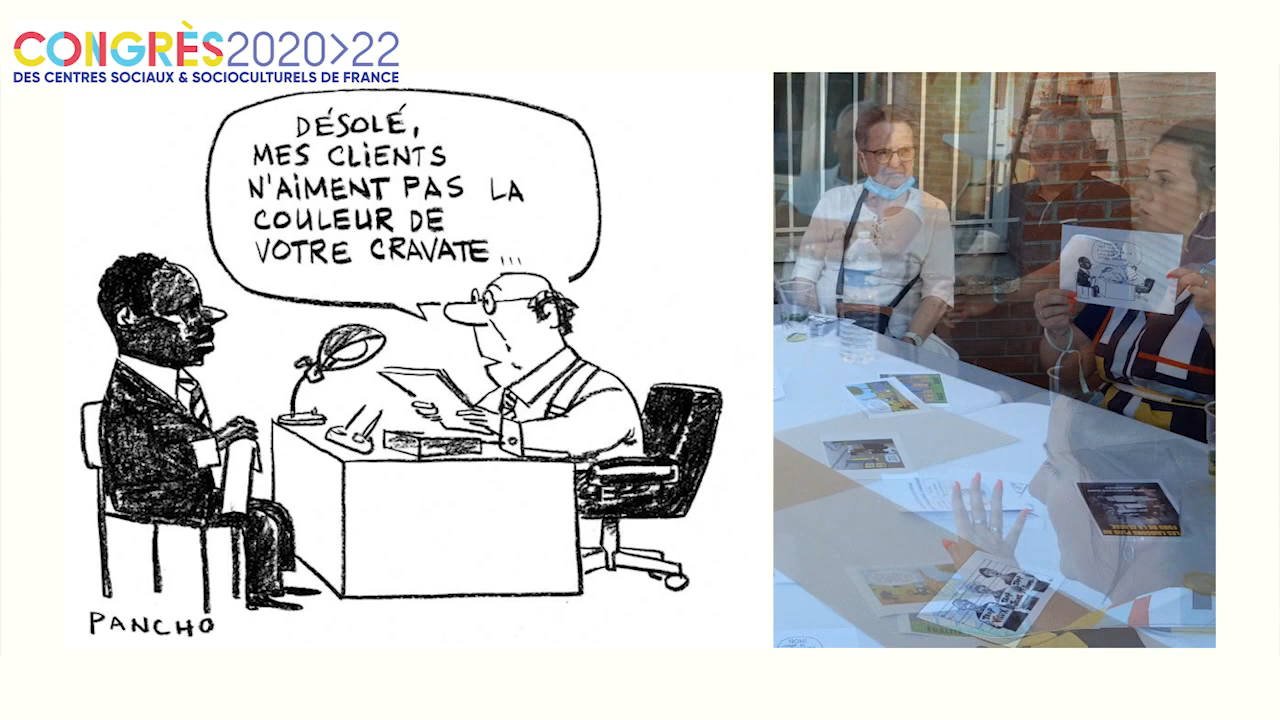 CONGRÈS2020>22
DES CENTRES SOCIAUX & SOCIOCULTURELS DE FRANCE
DÉSOLÉ,
MES CLIENTS
N'AIMENT PAS LA
COULEUR DE
VOTRE CRAVATE...
PANCHO